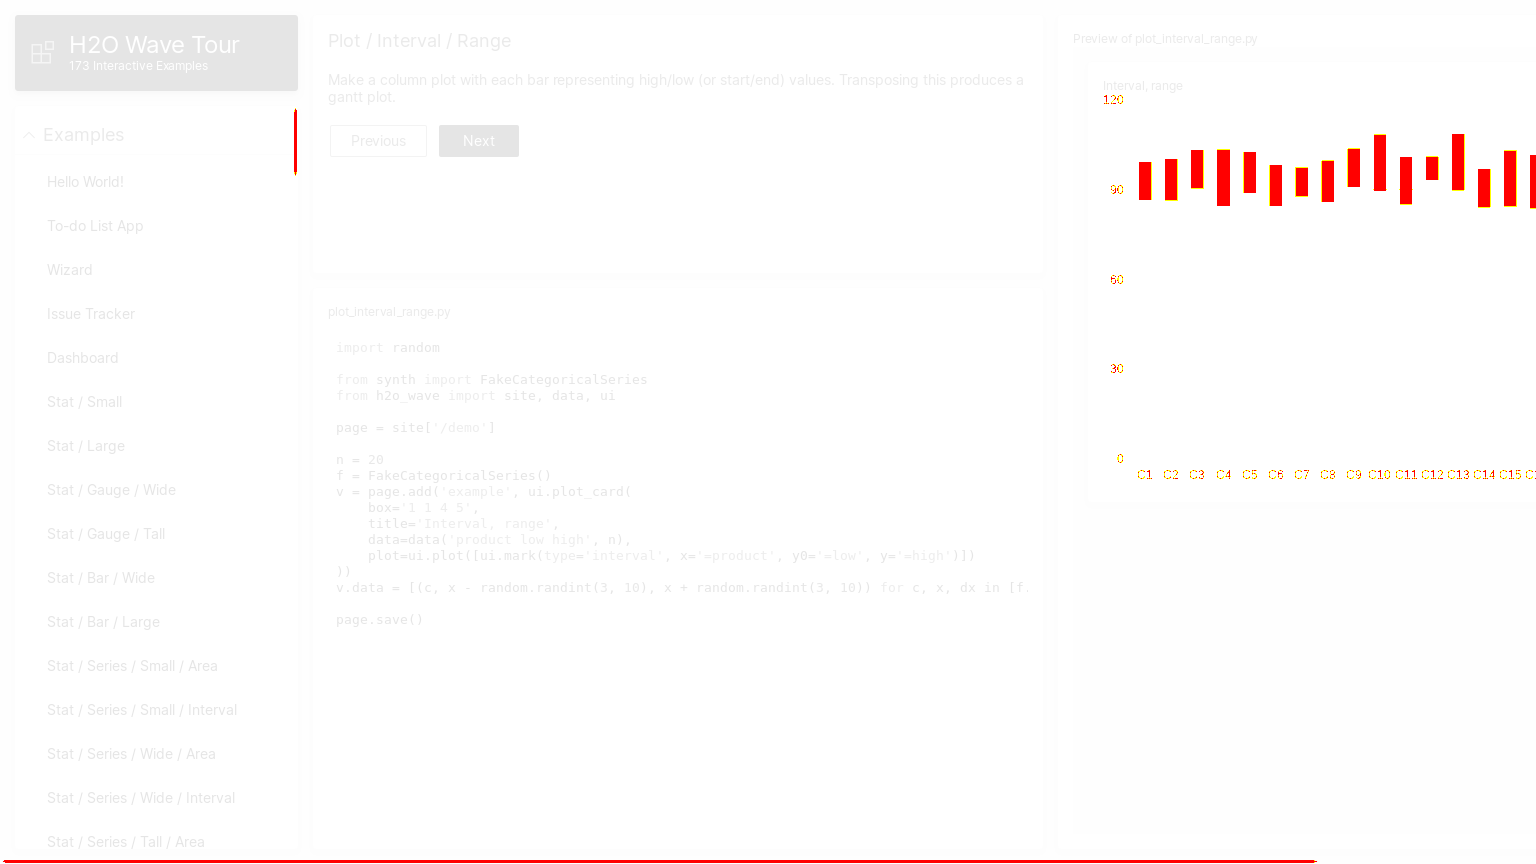 H2O Wave Tour
173 Interactive Examples
Examples
Hello World!
To-do List App
Wizard
Issue Tracker
Dashboard
Stat / Small
Stat / Large
Stat / Gauge / Wide
Stat / Gauge / Tall
Stat / Bar / Wide
Stat / Bar / Large
Stat / Series / Small / Area
Stat / Series / Small / Interval
Stat / Series / Wide / Area
Stat / Series / Wide / Interval
Stat / Series / Tall / Area
Plot / Interval / Range
Make a column plot with each bar representing high/low (or start/end) values. Transposing this produces a
gantt plot.
Previous Next
plot_interval_range.py
import random
from synth import FakeCategoricalSeries
from h2o_wave import site, data, ui
page = site['/demo']
n = 20
f = FakeCategoricalSeries()
v = page.add('example', ui.plot_card(
box='1 1 4 5',
title='Interval, range',
data=data('product low high', n),
plot=ui.plot([ui.mark(type='interval', x='=product', y0='=low', y='=high')])
))
v.data = [(c, x - random.randint(3, 10), x + random.randint(3, 10)) for c, x, dx in [f.
page.save()
Preview of plot_interval_range.py
Interval, range
120
90
60
30
0
C1 C2 C3 C4 C5 C6 C7 C8 C9 C10 C11 C12 C13 C14 C15